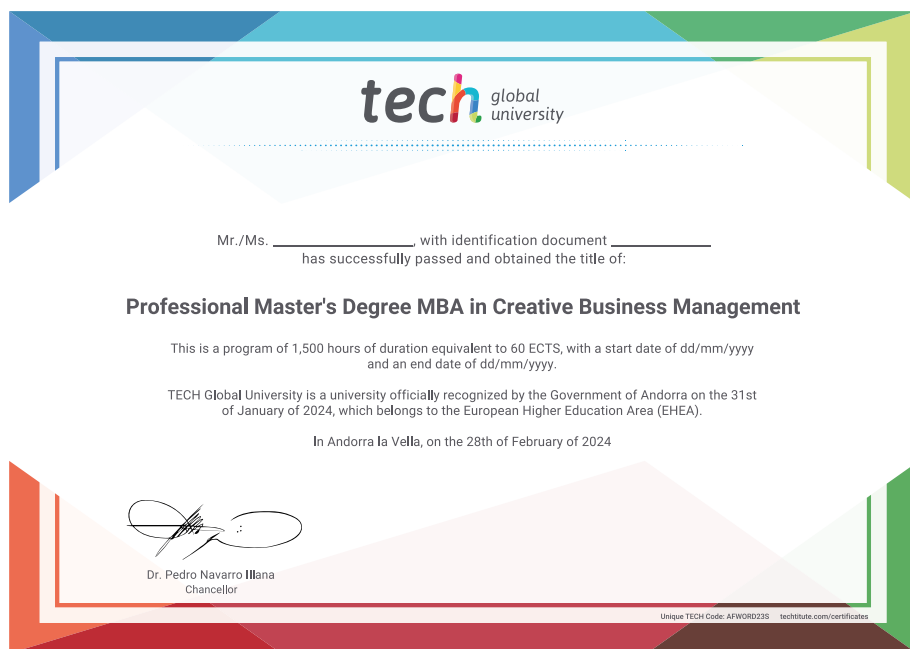 tech global
university
Mr./Ms. ____________, with identification document ____________
has successfully passed and obtained the title of:
Professional Master's Degree MBA in Creative Business Management
This is a program of 1,500 hours of duration equivalent to 60 ECTS, with a start date of dd/mm/yyyy
and an end date of dd/mm/yyyy.
TECH Global University is a university officially recognized by the Government of Andorra on the 31st
of January of 2024, which belongs to the European Higher Education Area (EHEA).
In Andorra la Vella, on the 28th of February of 2024
Dr. Pedro Navarro Illana
Chancellor
Unique TECH Code: AFWORD23S techtitute.com/certificates